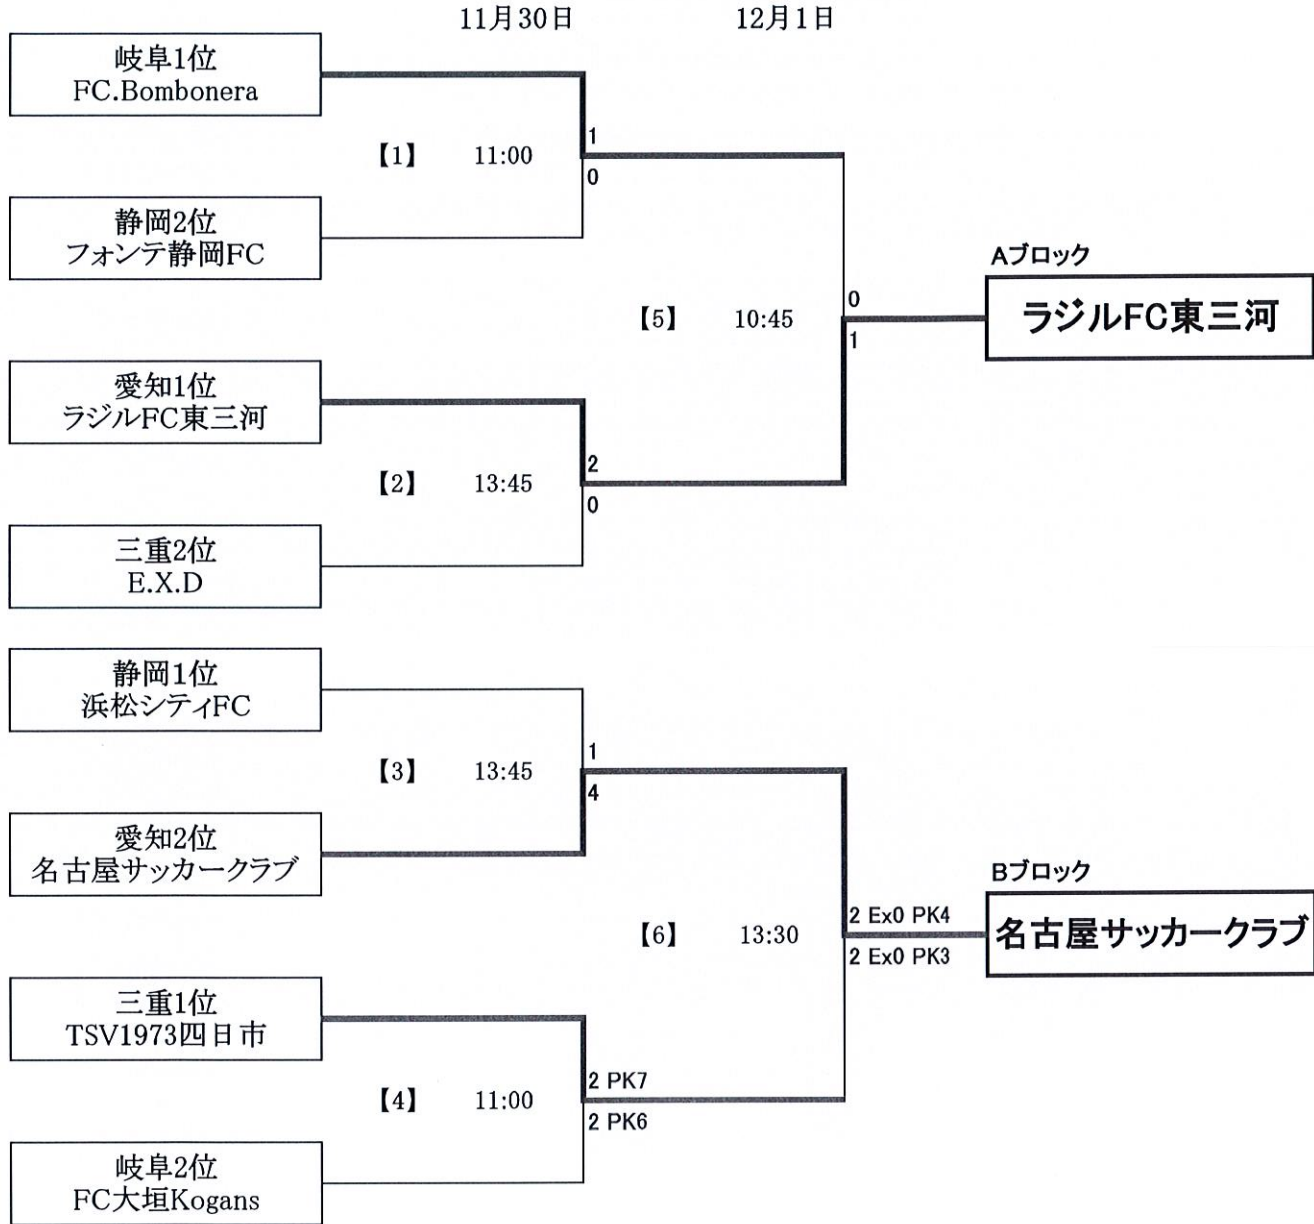 11月30日 12月1日
岐阜1位
FC.Bombonera
【1】 11:00
1
0
静岡2位
フォンテ静岡FC
【5】 10:45
0
1
Aブロック
ラジルFC東三河
愛知1位
ラジルFC東三河
【2】 13:45
2
0
三重2位
E.X.D
静岡1位
浜松シティFC
【3】 13:45
1
4
愛知2位
名古屋サッカークラブ
【6】 13:30
2 Ex0 PK4
2 Ex0 PK3
Bブロック
名古屋サッカークラブ
三重1位
TSV1973四日市
【4】 11:00
2 PK7
2 PK6
岐阜2位
FC大垣Kogans